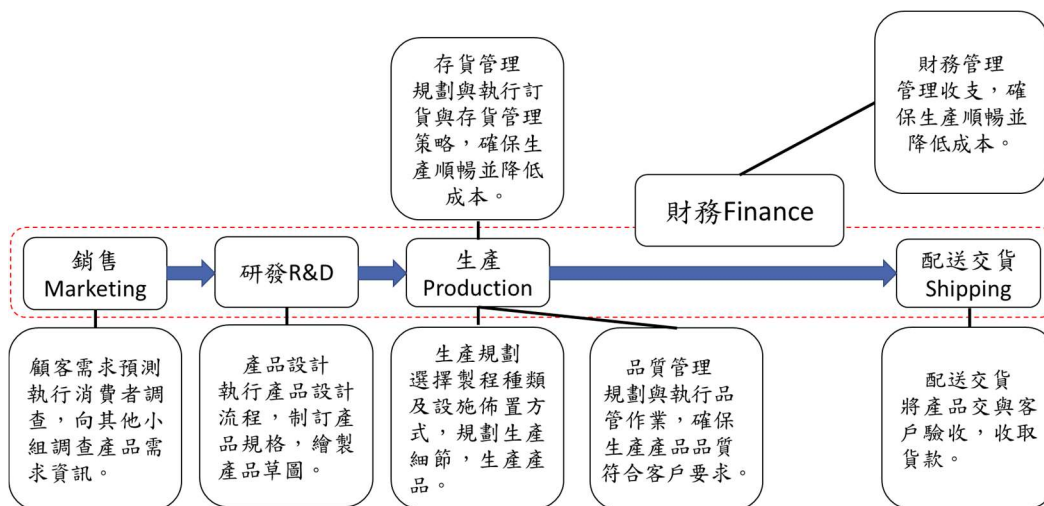 存貨管理
規劃與執行訂
貨與存貨管理
策略，確保生
產順暢並降低
成本。
財務管理
管理收支，確
保生產順暢並
降低成本。
財務Finance
銷售
Marketing
研發R&D
生產
Production
配送交貨
Shipping
顧客需求預測
執行消費者調
查，向其他小
組調查產品需
求資訊。
產品設計
執行產品設計
流程，制訂產
品規格，繪製
產品草圖。
生產規劃
選擇製程種類
及設施佈置方
式，規劃生產
細節，生產產
品。
品質管理
規劃與執行品
管作業，確保
生產產品品質
符合客戶要求。
配送交貨
將產品交與客
戶驗收，收取
貨款。